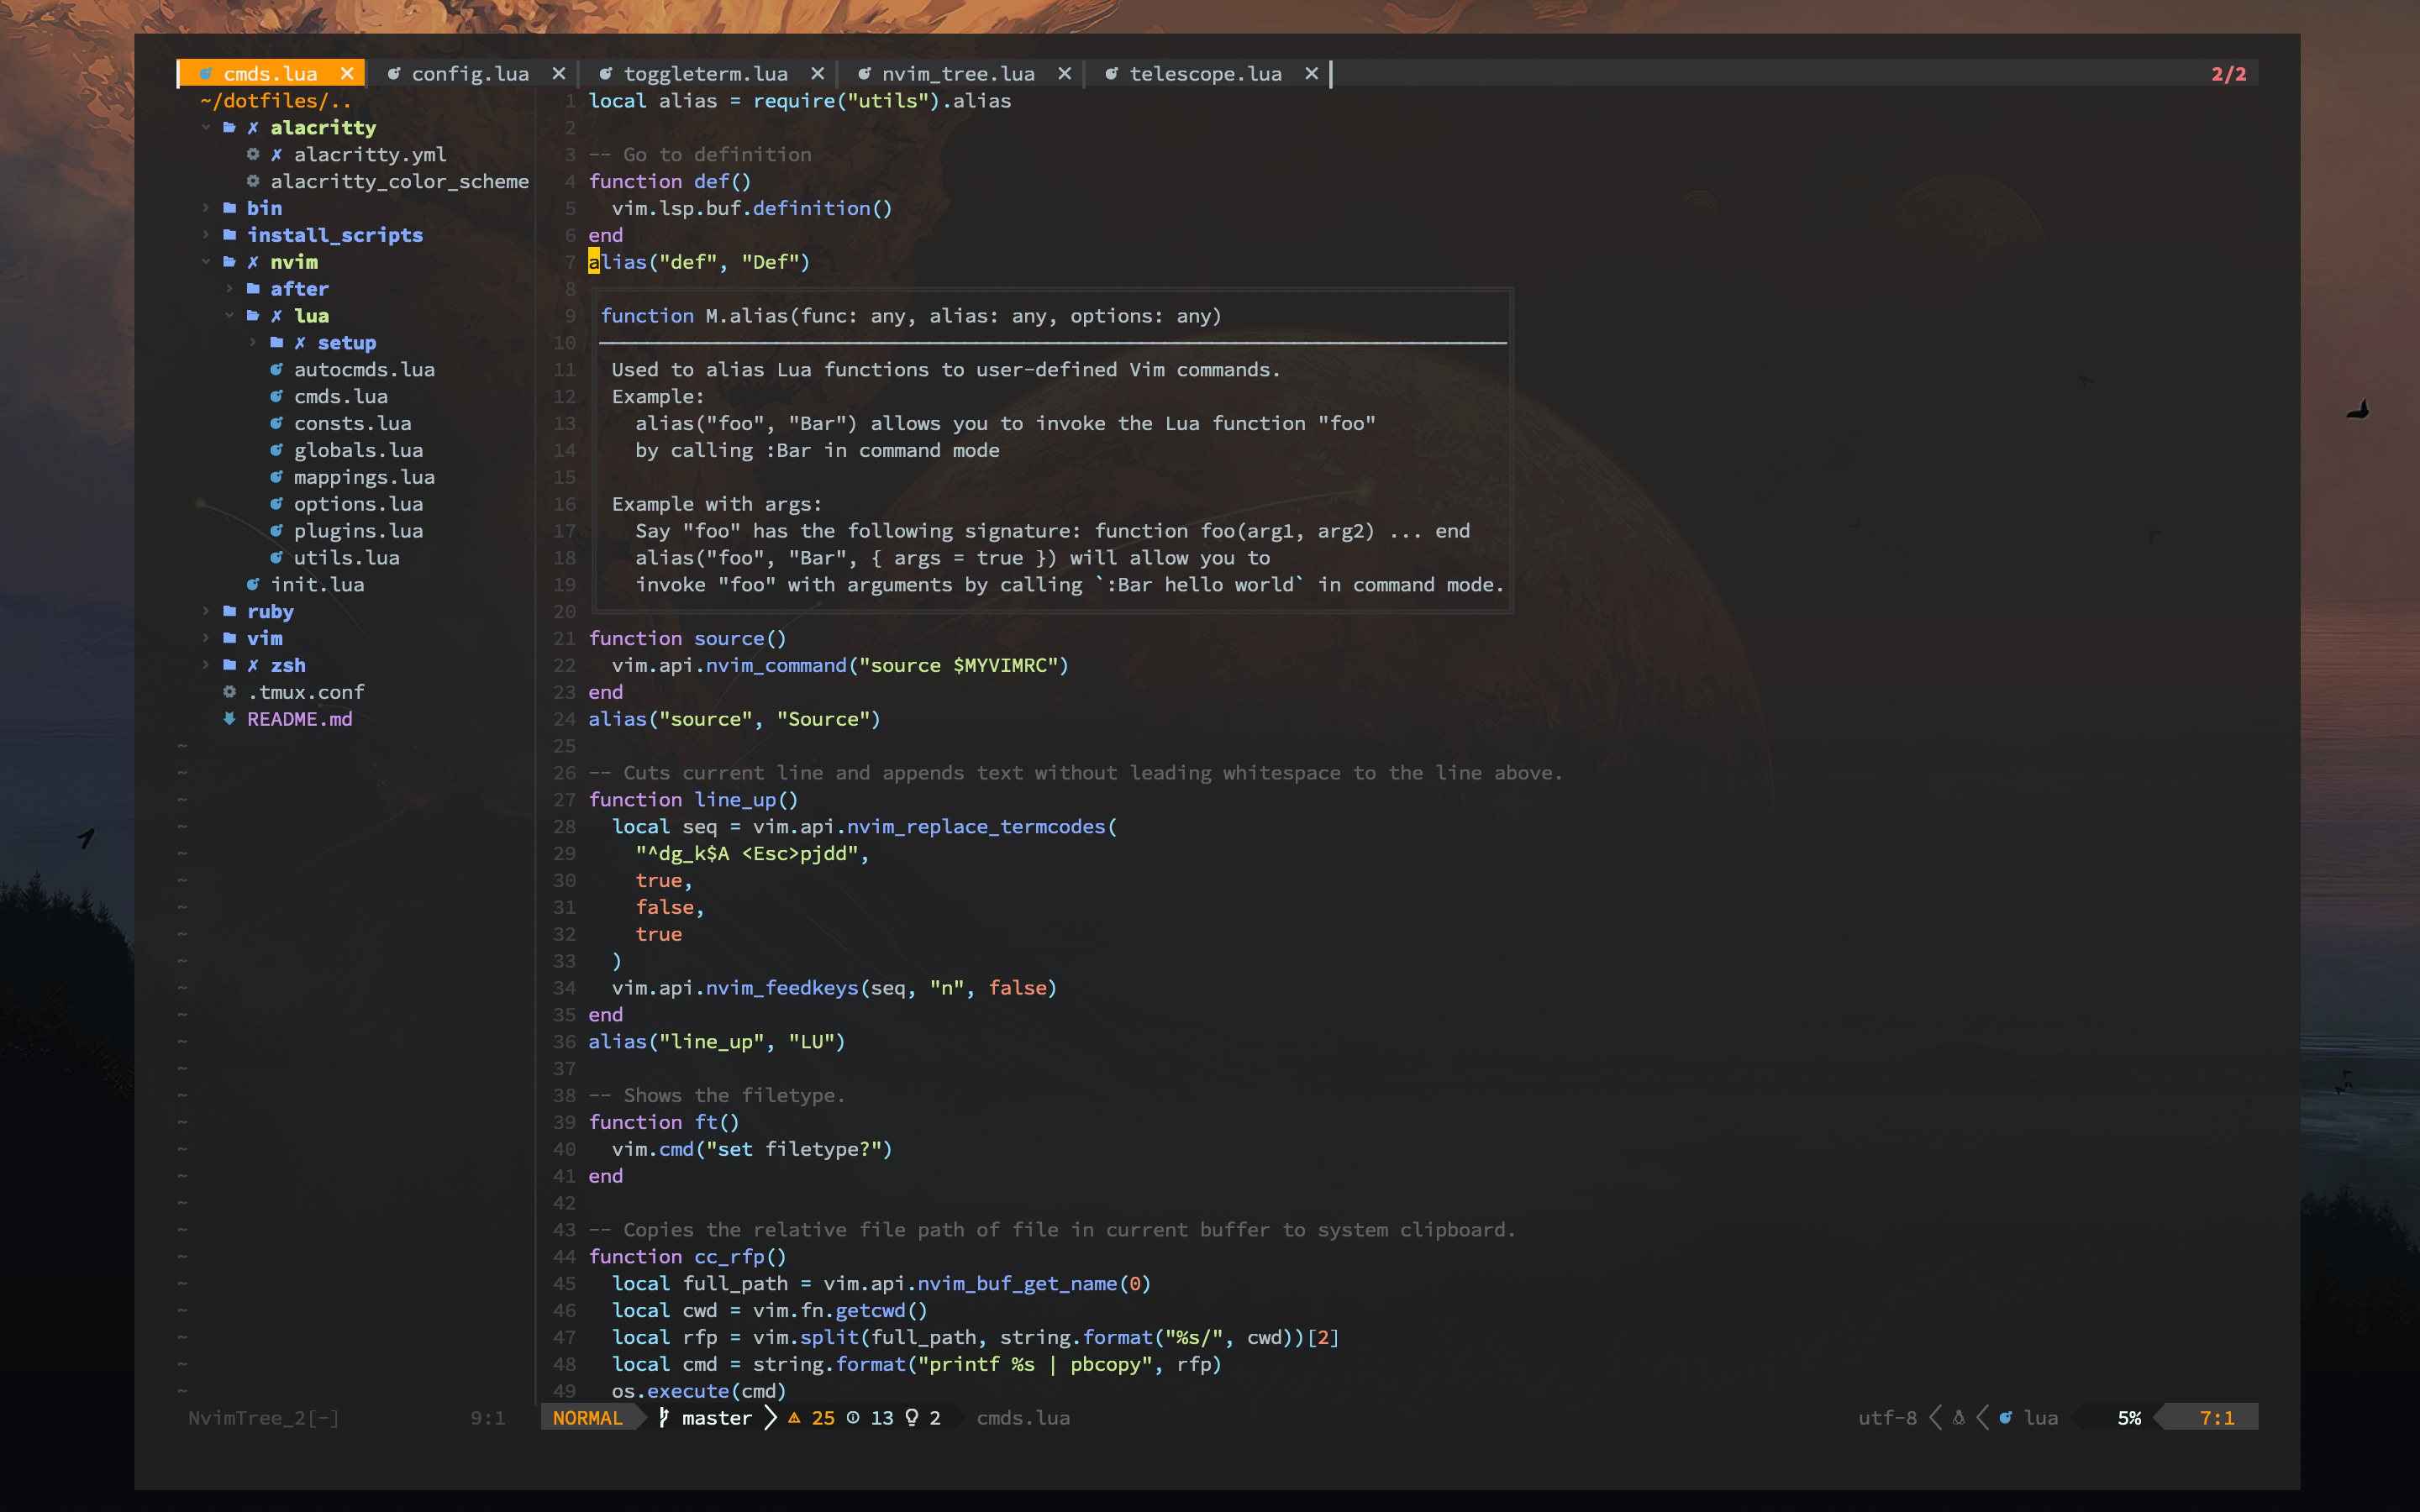 cmds.lua ✕ config.lua ✕ toggleterm.lua ✕ nvim_tree.lua ✕ telescope.lua ✕ 2/2
~/dotfiles/..
alacritty
✗ alacritty.yml
alacritty_color_scheme
bin
install_scripts
✗ nvim
after
✗ lua
✗ setup
autocmds.lua
cmds.lua
consts.lua
globals.lua
mappings.lua
options.lua
plugins.lua
utils.lua
init.lua
ruby
vim
✗ zsh
.tmux.conf
README.md
1 local alias = require("utils").alias
2
3 -- Go to definition
4 function def()
5   vim.lsp.buf.definition()
6 end
7 alias("def", "Def")
8
9 function M.alias(func: any, alias: any, options: any)
10
11 Used to alias Lua functions to user-defined Vim commands.
12 Example:
13   alias("foo", "Bar") allows you to invoke the Lua function "foo"
14   by calling :Bar in command mode
15
16 Example with args:
17   Say "foo" has the following signature: function foo(arg1, arg2) ... end
18   alias("foo", "Bar", { args = true }) will allow you to
19   invoke "foo" with arguments by calling `:Bar hello world` in command mode.
20
21 function source()
22   vim.api.nvim_command("source $MYVIMRC")
23 end
24 alias("source", "Source")
25
26 -- Cuts current line and appends text without leading whitespace to the line above.
27 function line_up()
28   local seq = vim.api.nvim_replace_termcodes(
29     "^dg_k$A <Esc>pjdd",
30     true,
31     false,
32     true
33   )
34   vim.api.nvim_feedkeys(seq, "n", false)
35 end
36 alias("line_up", "LU")
37
38 -- Shows the filetype.
39 function ft()
40   vim.cmd("set filetype?")
41 end
42
43 -- Copies the relative file path of file in current buffer to system clipboard.
44 function cc_rfp()
45   local full_path = vim.api.nvim_buf_get_name(0)
46   local cwd = vim.fn.getcwd()
47   local rfp = vim.split(full_path, string.format("%s/", cwd))[2]
48   local cmd = string.format("printf %s | pbcopy", rfp)
49   os.execute(cmd)
NvimTree_2[-] 9:1 NORMAL master 25 13 2 cmds.lua utf-8 lua 5% 7:1